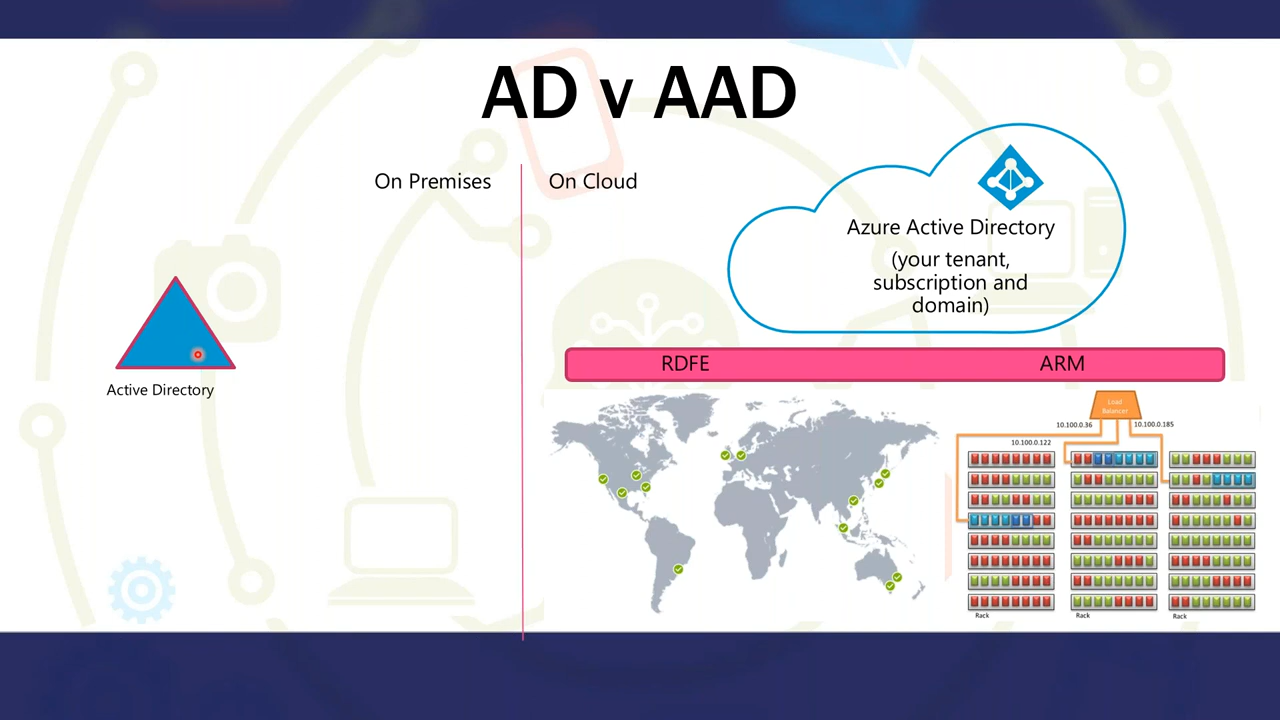 AD v AAD
On Premises
On Cloud
Azure Active Directory
(your tenant,
subscription and
domain)
Active Directory
RDFE
ARM
Load
Balancer
10.100.0.36
10.100.0.185
10.100.0.122
Rack
Rack
Rack